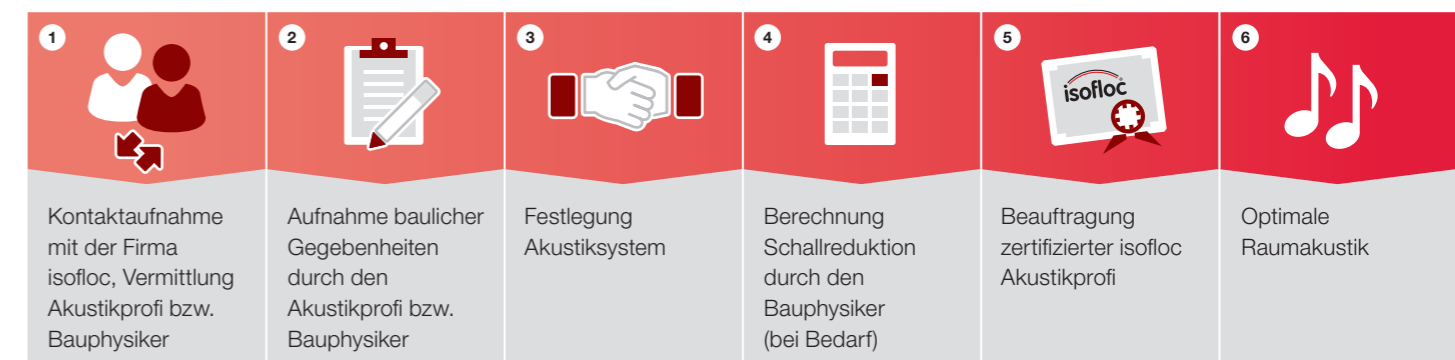 1
Kontaktaufnahme
mit der Firma
isofloc, Vermittlung
Akustikprofi bzw.
Bauphysiker
2
Aufnahme baulicher
Gegebenheiten
durch den
Akustikprofi bzw.
Bauphysiker
3
Festlegung
Akustiksystem
4
Berechnung
Schallreduktion
durch den
Bauphysiker
(bei Bedarf)
5
isofloc®
Beauftragung
zertifizierter isofloc
Akustikprofi
6
Optimale
Raumakustik